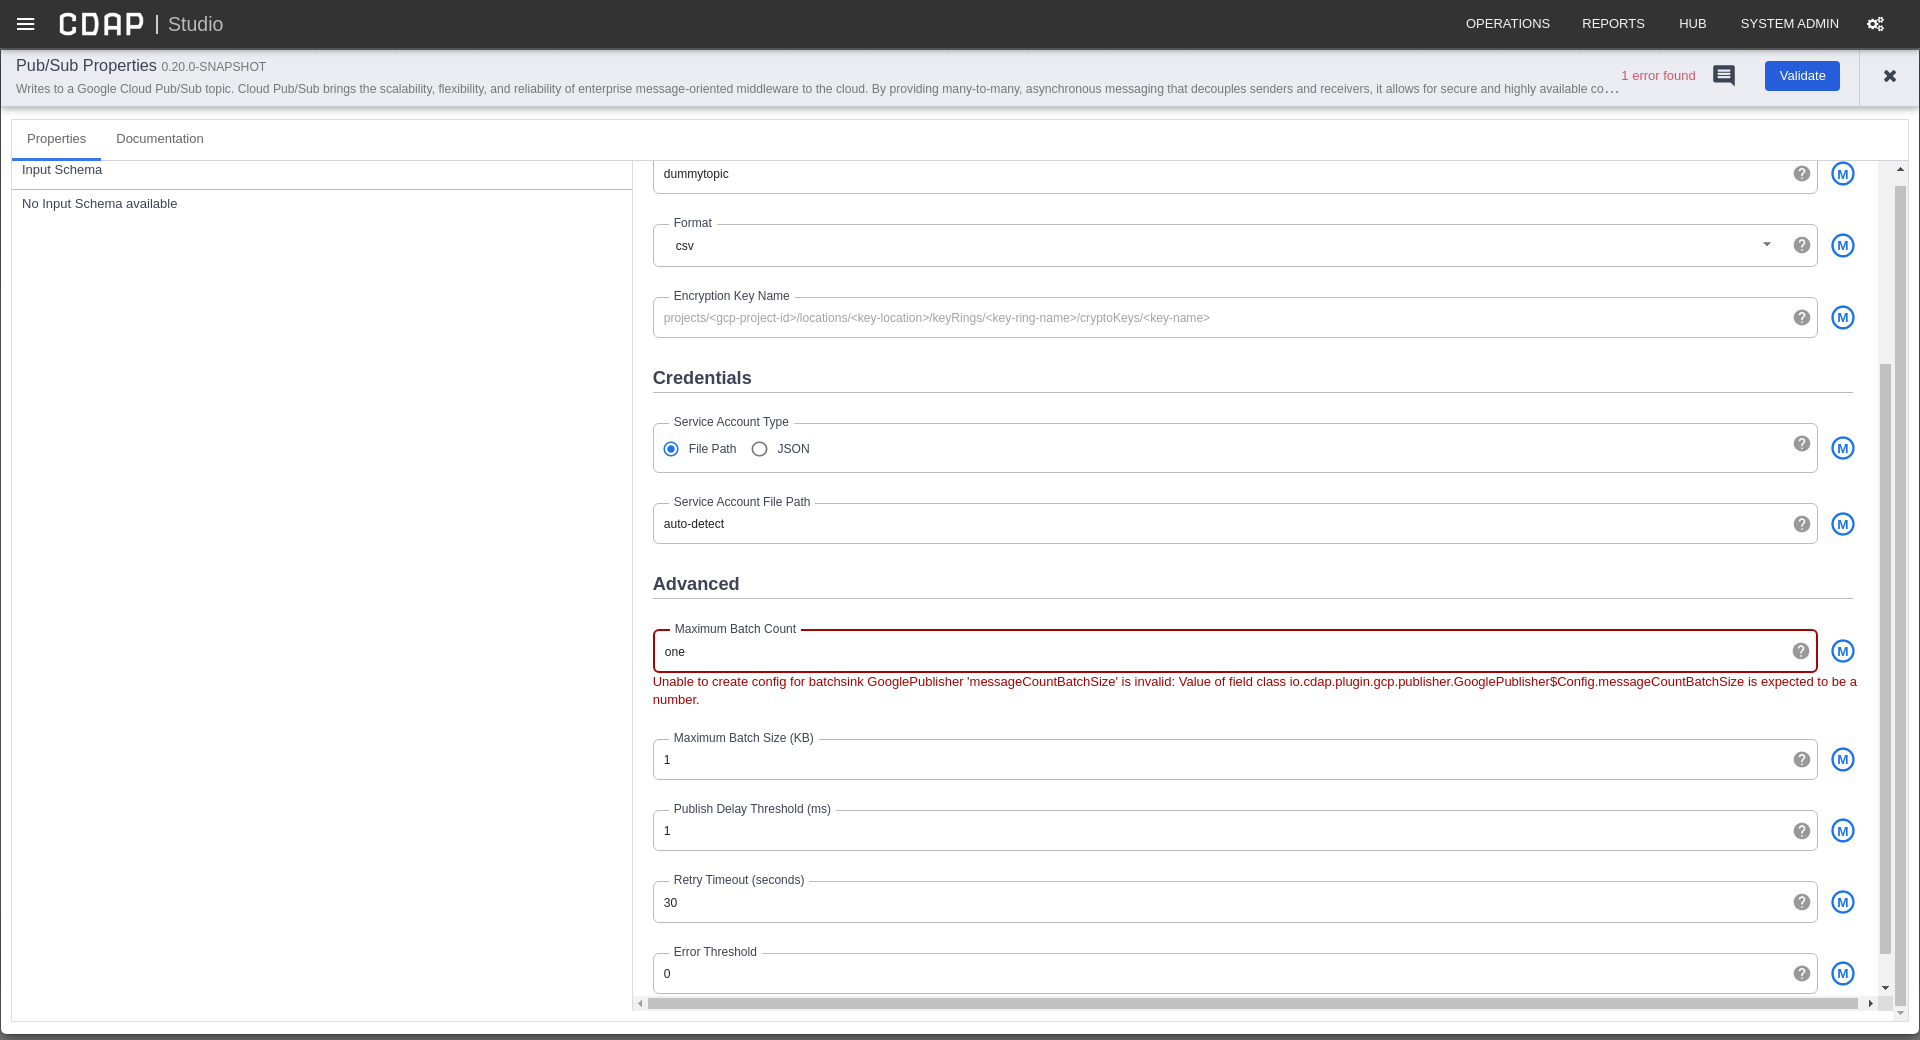 CDAP | Studio
OPERATIONS
REPORTS
HUB
SYSTEM ADMIN
Pub/Sub Properties 0.20.0-SNAPSHOT
Writes to a Google Cloud Pub/Sub topic. Cloud Pub/Sub brings the scalability, flexibility, and reliability of enterprise message-oriented middleware to the cloud. By providing many-to-many, asynchronous messaging that decouples senders and receivers, it allows for secure and highly available co...
1 error found
Validate
Properties
Documentation
Input Schema
No Input Schema available
dummytopic
M
Format
csv
M
Encryption Key Name
projects/<gcp-project-id>/locations/<key-location>/keyRings/<key-ring-name>/cryptoKeys/<key-name>
M
Credentials
Service Account Type
File Path
JSON
M
Service Account File Path
auto-detect
M
Advanced
Maximum Batch Count
one
M
Unable to create config for batchsink GooglePublisher 'messageCountBatchSize' is invalid: Value of field class io.cdap.plugin.gcp.publisher.GooglePublisher$Config.messageCountBatchSize is expected to be a
number.
Maximum Batch Size (KB)
1
M
Publish Delay Threshold (ms)
1
M
Retry Timeout (seconds)
30
M
Error Threshold
0
M